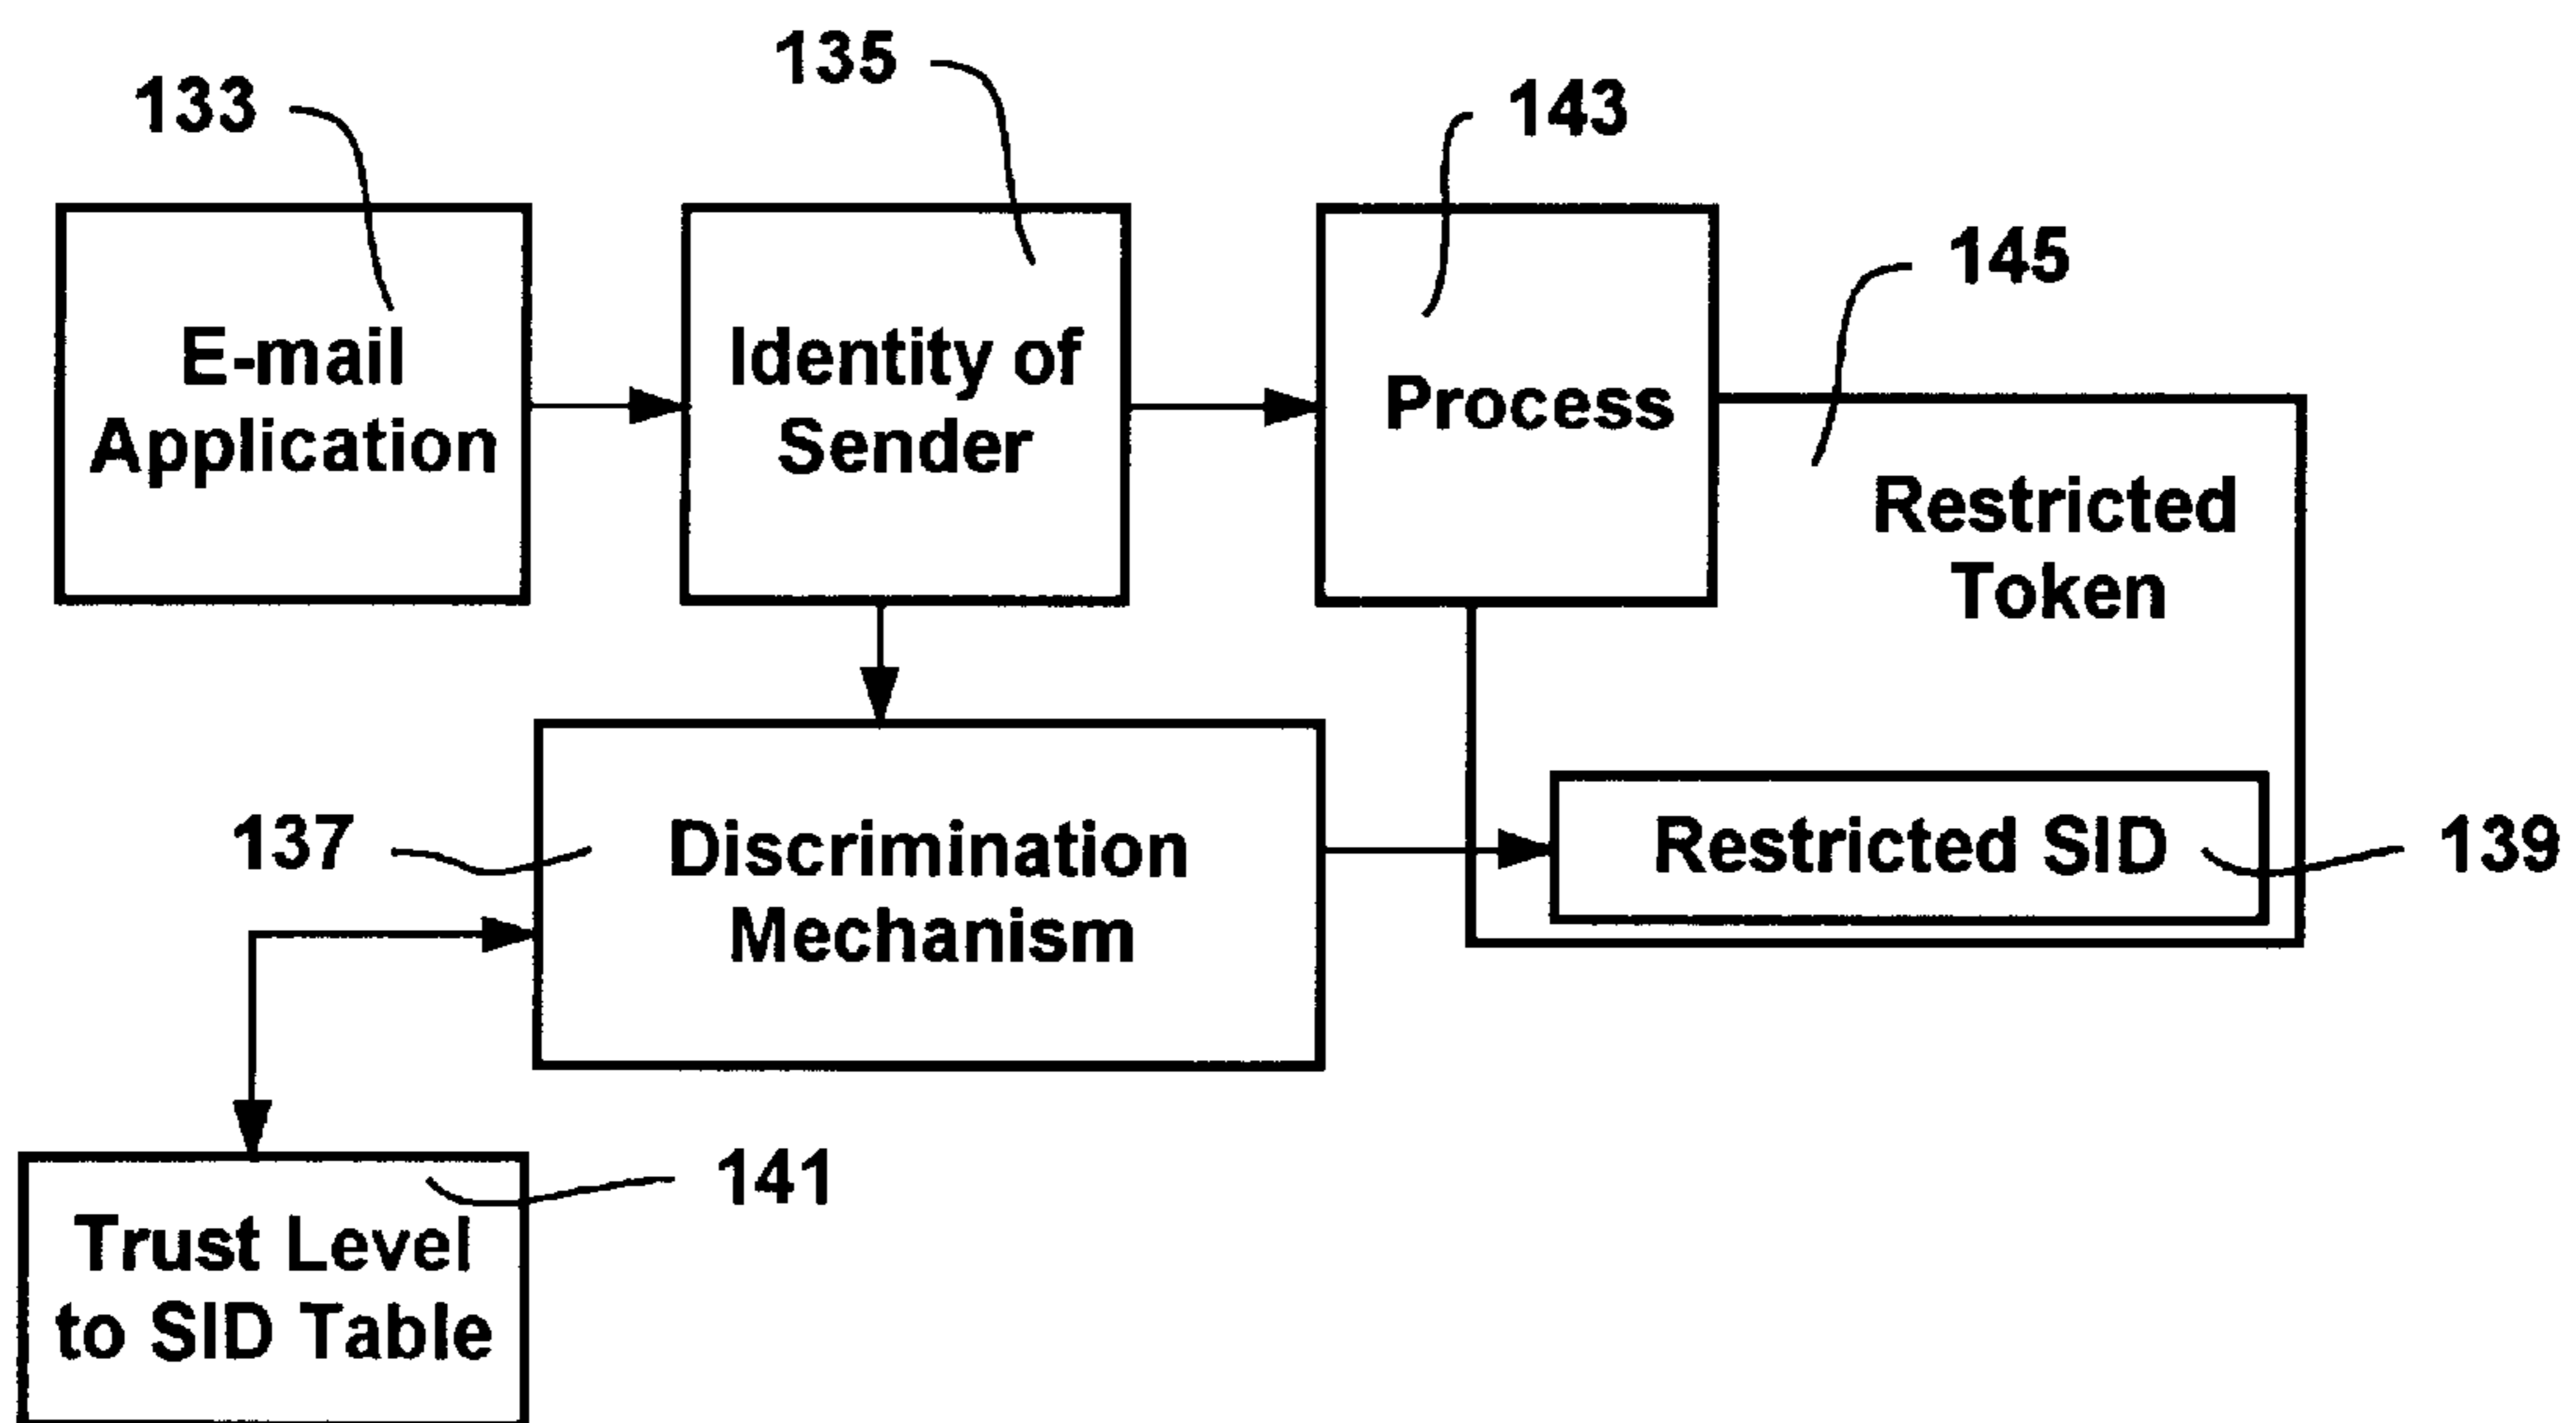 135
133
143
145
E-mail
Application
Identity of
Sender
Process
Restricted
Token
137
Discrimination
Mechanism
Restricted SID
139
141
Trust Level
to SID Table